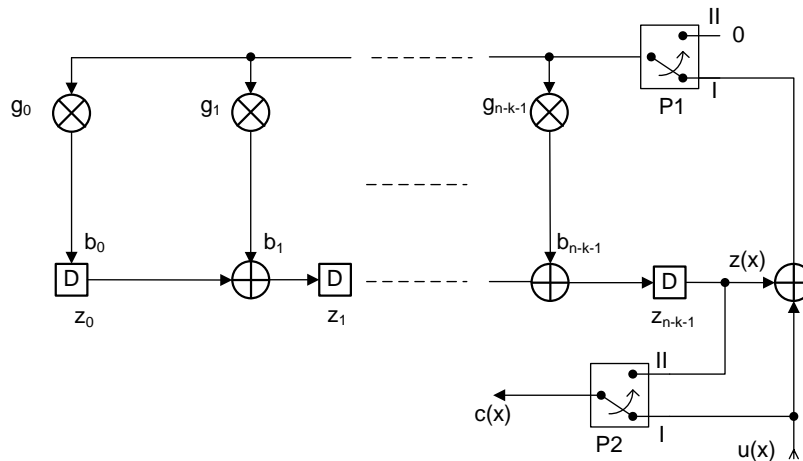 II
0
g₀
g₁
gₙ₋ₖ₋₁
P1
I
b₀
b₁
bₙ₋ₖ₋₁
D
D
D
z(x)
z₀
z₁
zₙ₋ₖ₋₁
II
c(x)
P2
I
u(x)